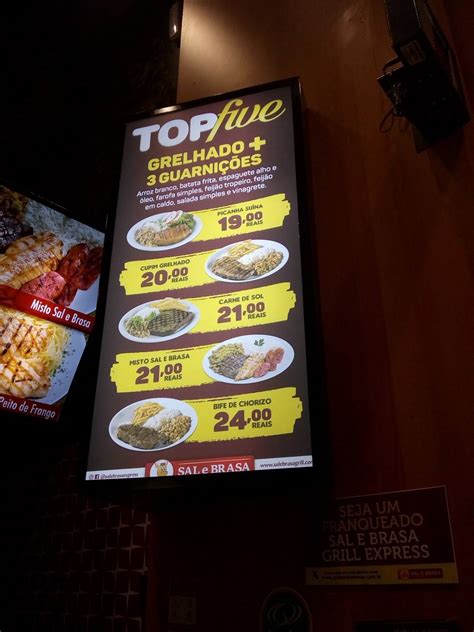 TOP five
GRELHADO +
3 GUARNIÇÕES
Arroz branco, batata frita, espaguete alho e
óleo, farofa simples, feijão tropeiro, feijão
em caldo, salada simples e vinagrete.
PICANHA SUÍNA
19,00
REAIS
CUPIM GRELHADO
20,00
REAIS
CARNE DE SOL
21,00
REAIS
MISTO SAL E BRASA
21,00
REAIS
BIFE DE CHORIZO
24,00
REAIS
SAL E BRASA
Misto Sal e Brasa
Peito de Frango
SEJA UM
FRANQUEADO
SAL E BRASA
GRILL EXPRESS
SAL E BRASA